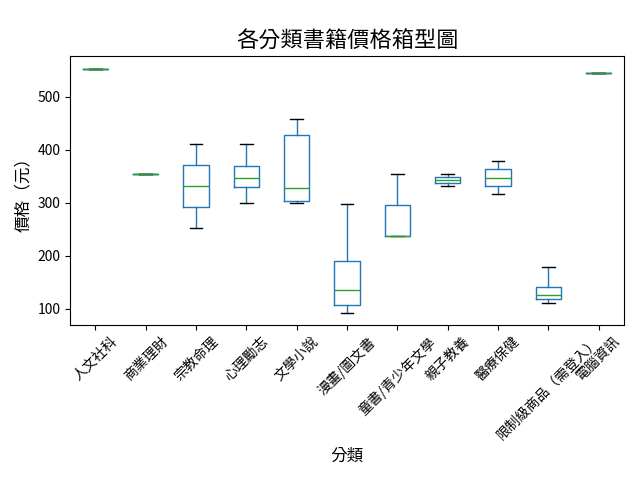 各分類書籍價格箱型圖
價格（元）
500
400
300
200
100
人文社科
商業理財
宗教命理
心理勵志
文學小說
漫畫/圖文書
童書/青少年文學
親子教養
醫療保健
限制級商品（需登入）
電腦資訊
分類